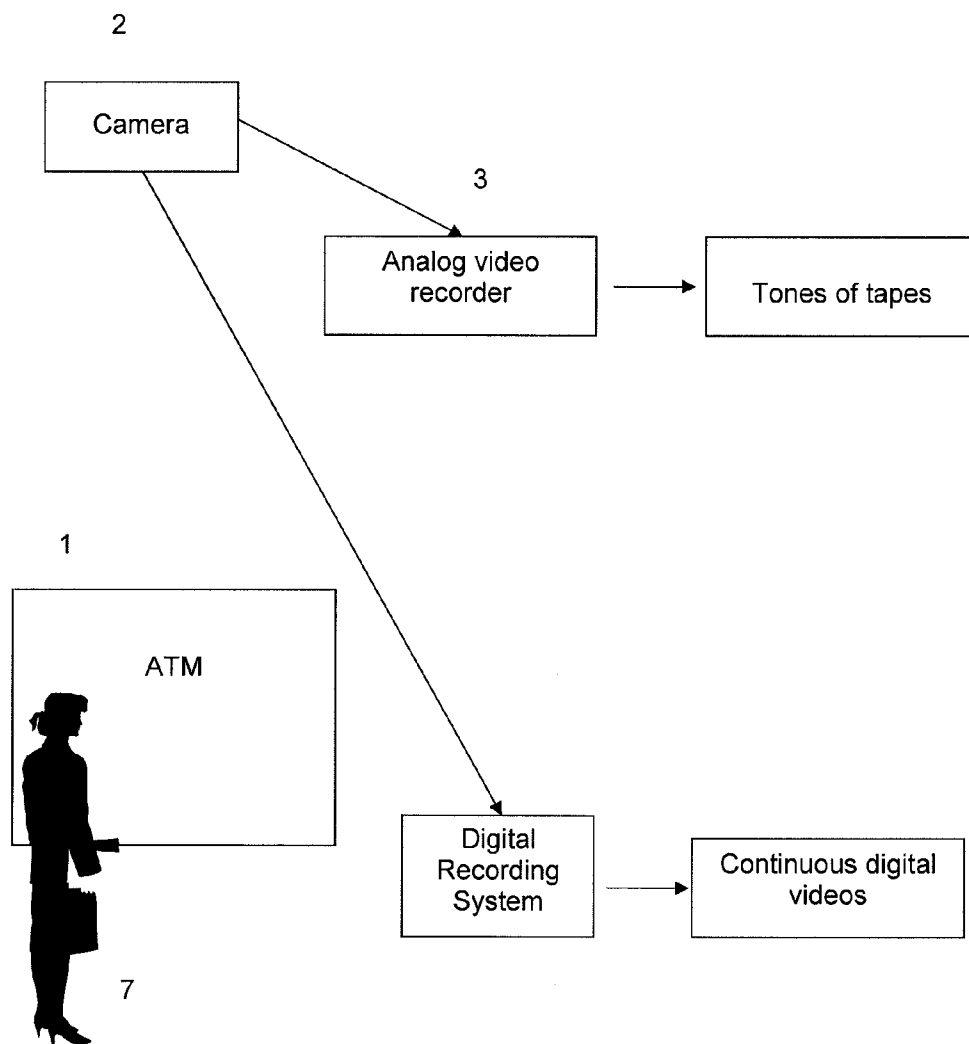 2
Camera
3
Analog video
recorder
Tones of tapes
1
ATM
Digital
Recording
System
Continuous digital
videos
7